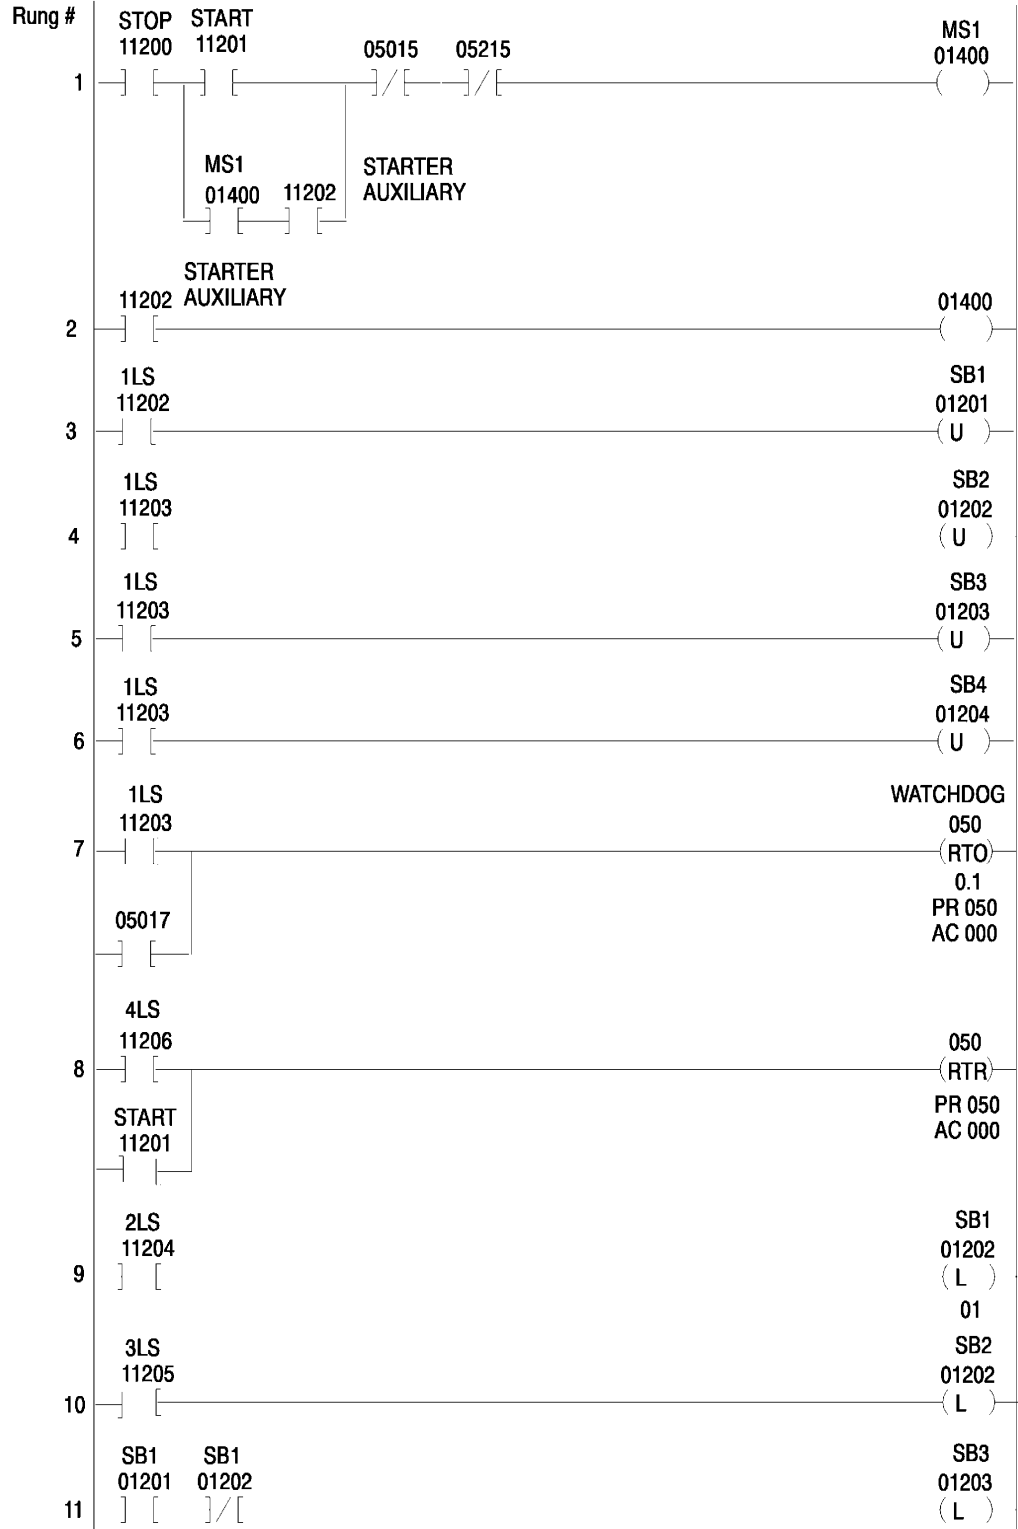 Rung #
STOP START
11200 11201 05015 05215
MS1
01400
1
MS1
01400 11202
STARTER
AUXILIARY
STARTER
AUXILIARY
11202
01400
2
1LS
11202
SB1
01201
3
U
1LS
11203
SB2
01202
4
U
1LS
11203
SB3
01203
5
U
1LS
11203
SB4
01204
6
U
1LS
11203
WATCHDOG
050
7
RTO
0.1
PR 050
AC 000
05017
4LS
11206
050
8
RTR
PR 050
AC 000
START
11201
2LS
11204
SB1
01202
9
L
01
3LS
11205
SB2
01202
10
L
SB1 SB1
01201 01202
SB3
01203
11
L